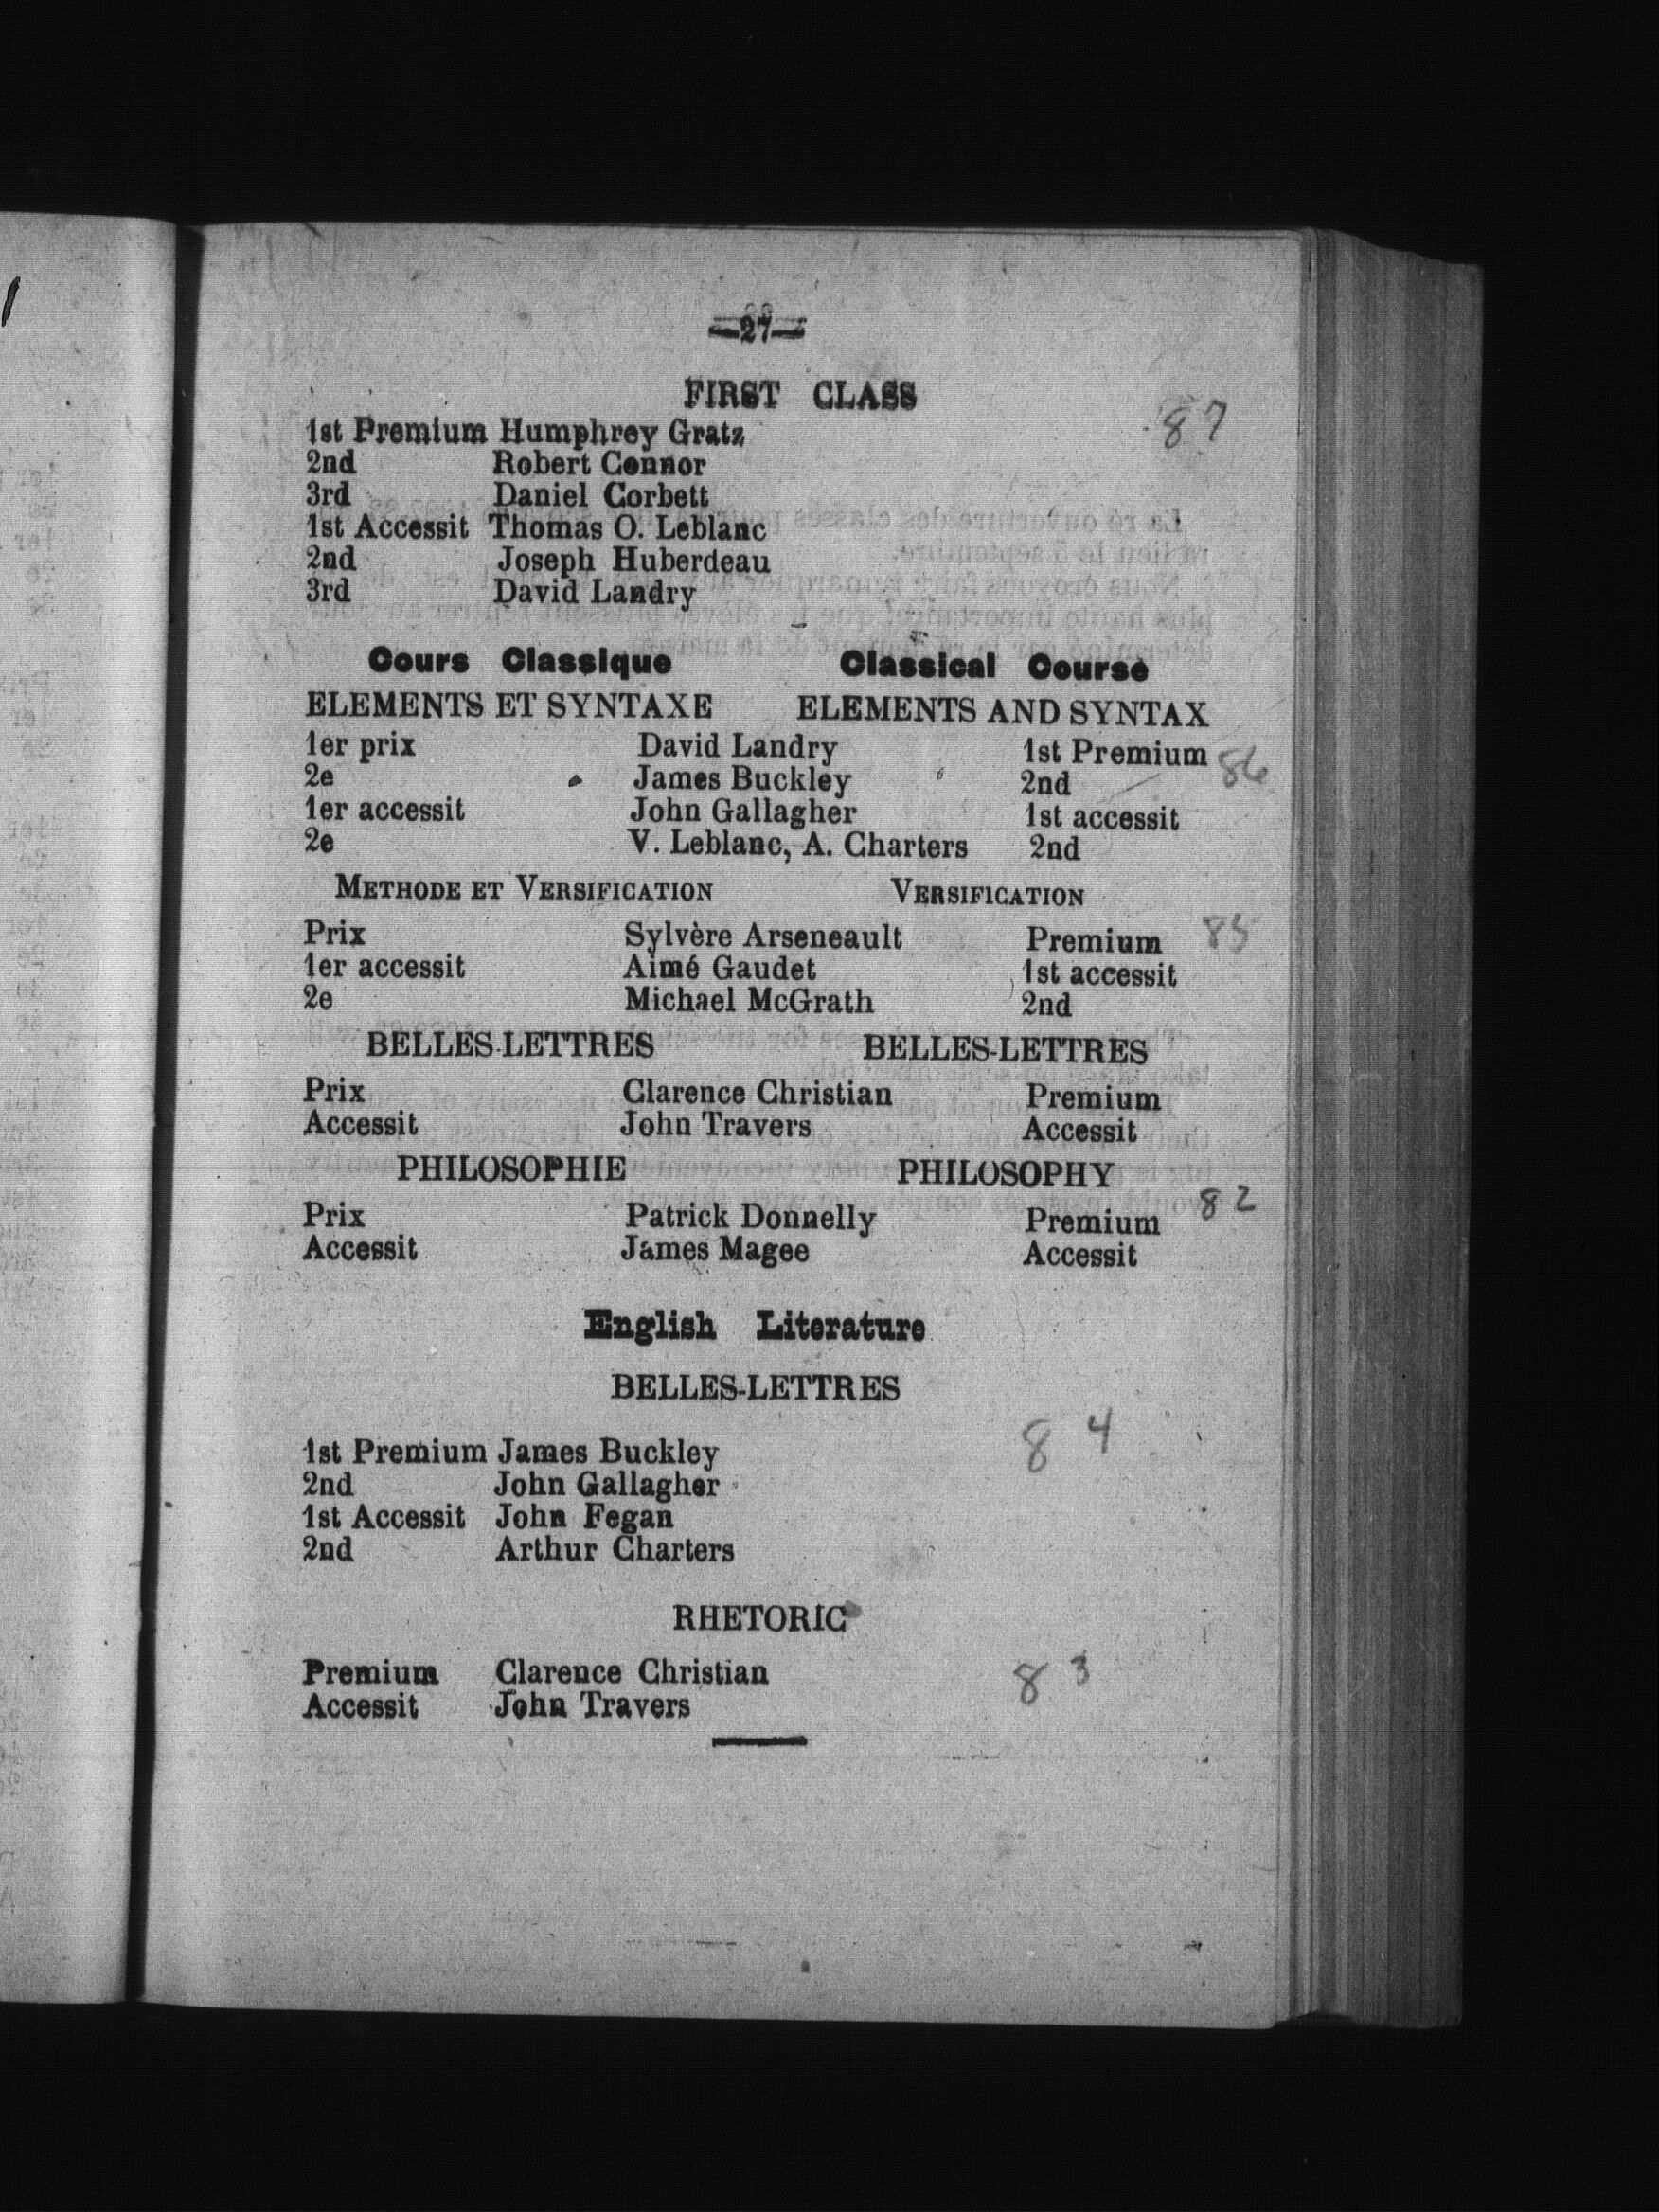 —27—
FIRST CLASS
87
1st Premium Humphrey Gratz
2nd Robert Connor
3rd Daniel Corbett
1st Accessit Thomas O. Leblanc
2nd Joseph Huberdeau
3rd David Landry
Cours Classique Classical Course
ELEMENTS ET SYNTAXE ELEMENTS AND SYNTAX
1er prix David Landry 1st Premium 86
2e James Buckley 2nd
1er accessit John Gallagher 1st accessit
2e V. Leblanc, A. Charters 2nd
METHODE ET VERSIFICATION VERSIFICATION
Prix Sylvère Arseneault Premium 85
1er accessit Aimé Gaudet 1st accessit
2e Michael McGrath 2nd
BELLES-LETTRES BELLES-LETTRES
Prix Clarence Christian Premium
Accessit John Travers Accessit
PHILOSOPHIE PHILOSOPHY
Prix Patrick Donnelly Premium 82
Accessit James Magee Accessit
English Literature
BELLES-LETTRES
84
1st Premium James Buckley
2nd John Gallagher
1st Accessit John Fegan
2nd Arthur Charters
RHETORIC
Premium Clarence Christian 83
Accessit John Travers